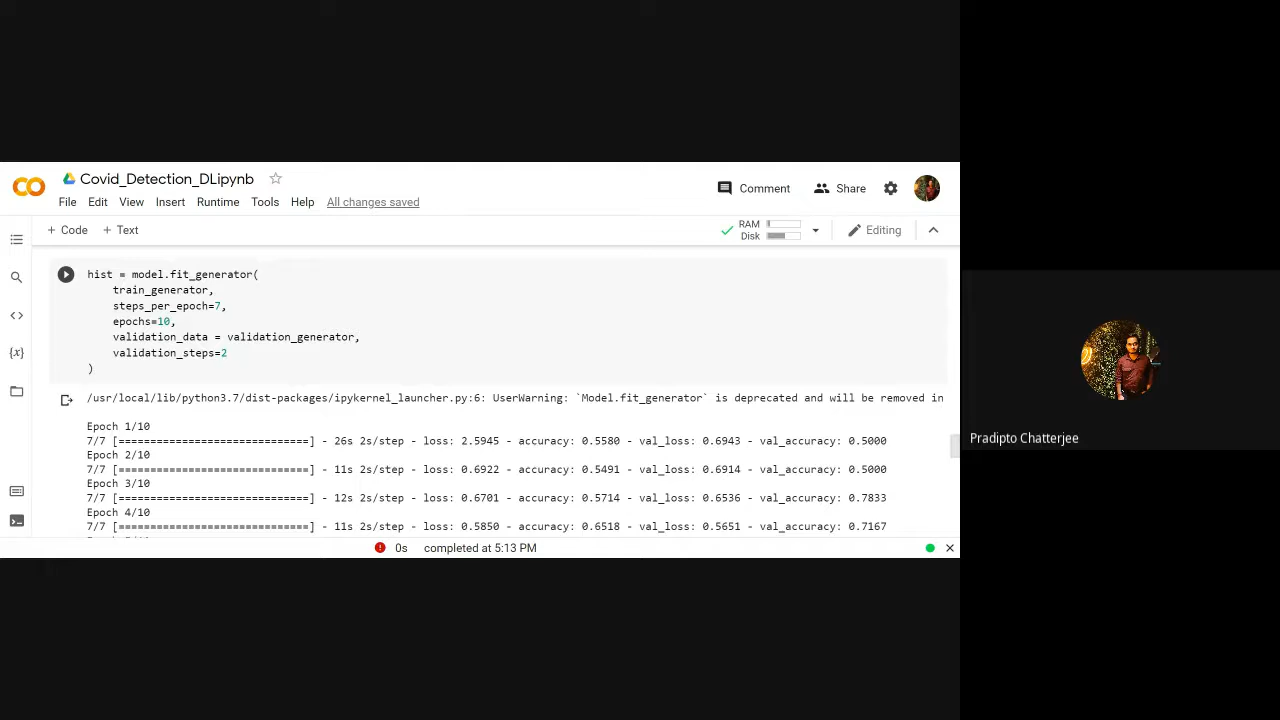 Covid_Detection_DLipynb
File Edit View Insert Runtime Tools Help All changes saved
Comment Share
+ Code + Text
RAM
Disk
Editing
hist = model.fit_generator(
train_generator,
steps_per_epoch=7,
epochs=10,
validation_data = validation_generator,
validation_steps=2
)
/usr/local/lib/python3.7/dist-packages/ipykernel_launcher.py:6: UserWarning: `Model.fit_generator` is deprecated and will be removed in
Epoch 1/10
7/7 [==============================] - 26s 2s/step - loss: 2.5945 - accuracy: 0.5580 - val_loss: 0.6943 - val_accuracy: 0.5000
Epoch 2/10
7/7 [==============================] - 11s 2s/step - loss: 0.6922 - accuracy: 0.5491 - val_loss: 0.6914 - val_accuracy: 0.5000
Epoch 3/10
7/7 [==============================] - 12s 2s/step - loss: 0.6701 - accuracy: 0.5714 - val_loss: 0.6536 - val_accuracy: 0.7833
Epoch 4/10
7/7 [==============================] - 11s 2s/step - loss: 0.5850 - accuracy: 0.6518 - val_loss: 0.5651 - val_accuracy: 0.7167
0s completed at 5:13 PM
Pradipto Chatterjee